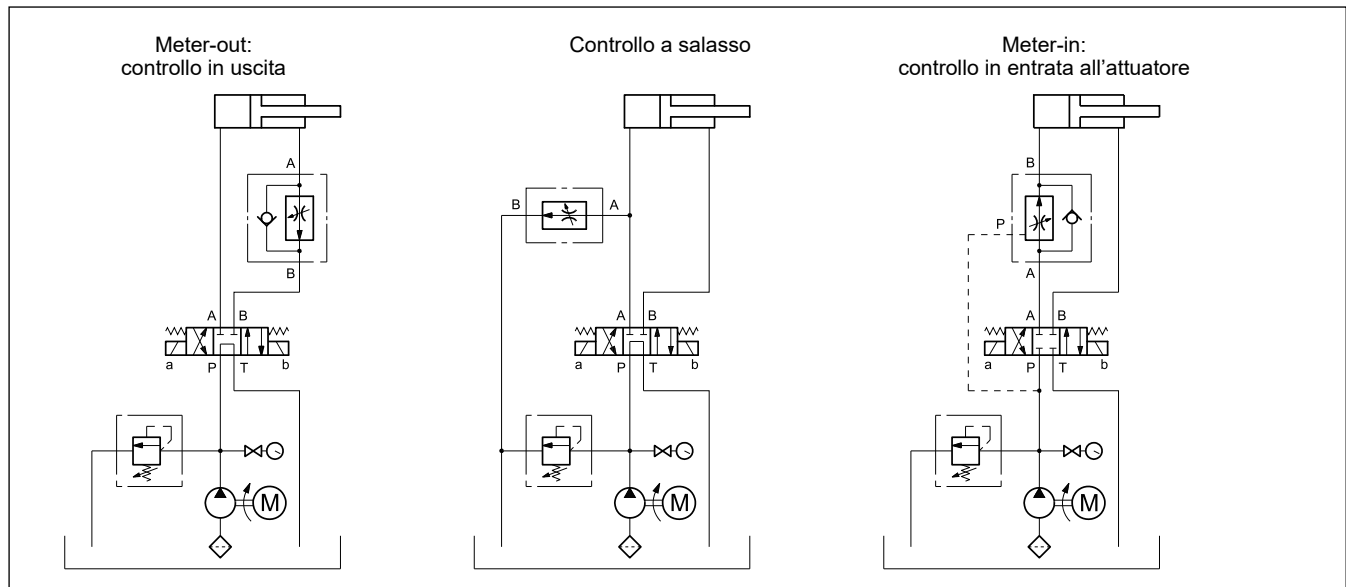 Meter-out:
controllo in uscita
A
B
A B
a P T b
M
Controllo a salasso
B A
A B
a P T b
M
Meter-in:
controllo in entrata all'attuatore
B
P
A
A B
a P T b
M